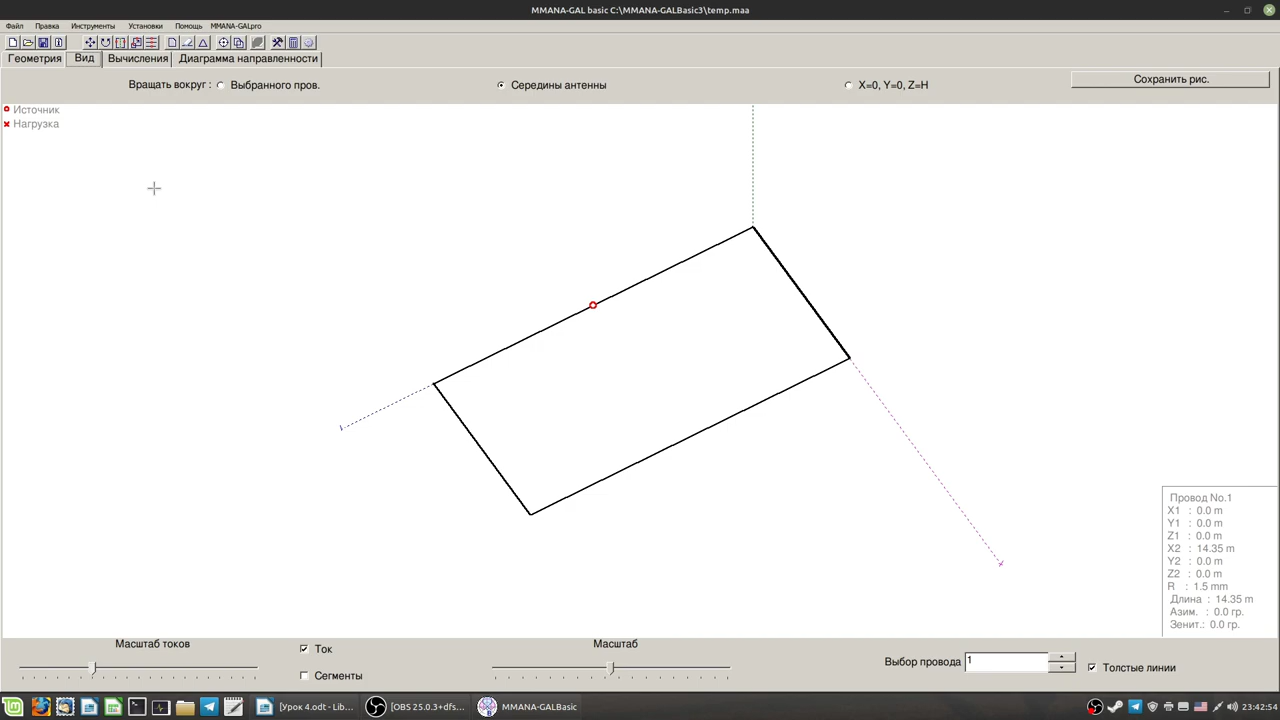 MMANA-GAL basic C:\MMANA-GALBasic3\temp.maa
Файл Правка Инструменты Установки Помощь MMANA-GALpro
Геометрия Вид Вычисления Диаграмма направленности
Вращать вокруг : Выбранного пров. Середины антенны X=0, Y=0, Z=H Сохранить рис.
Источник
Нагрузка
Провод No.1
X1 : 0.0 m
Y1 : 0.0 m
Z1 : 0.0 m
X2 : 14.35 m
Y2 : 0.0 m
Z2 : 0.0 m
R : 1.5 mm
Длина : 14.35 m
Азим. : 0.0 гр.
Зенит.: 0.0 гр.
Масштаб токов Ток Масштаб
Выбор провода 1 Толстые линии
Сегменты
[Урок 4.odt - Lib... [OBS 25.0.3+dfs... MMANA-GALBasic 23:42:54